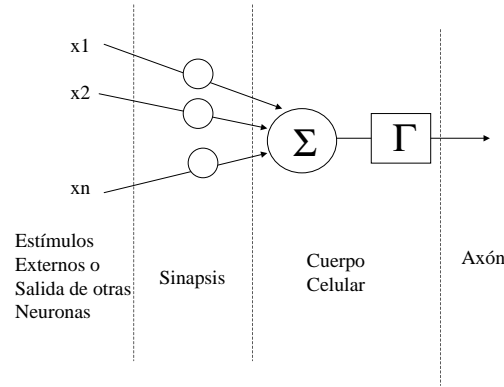 x1
x2
xn
Σ
Γ
Estímulos
Externos o
Salida de otras
Neuronas
Sinapsis
Cuerpo
Celular
Axón